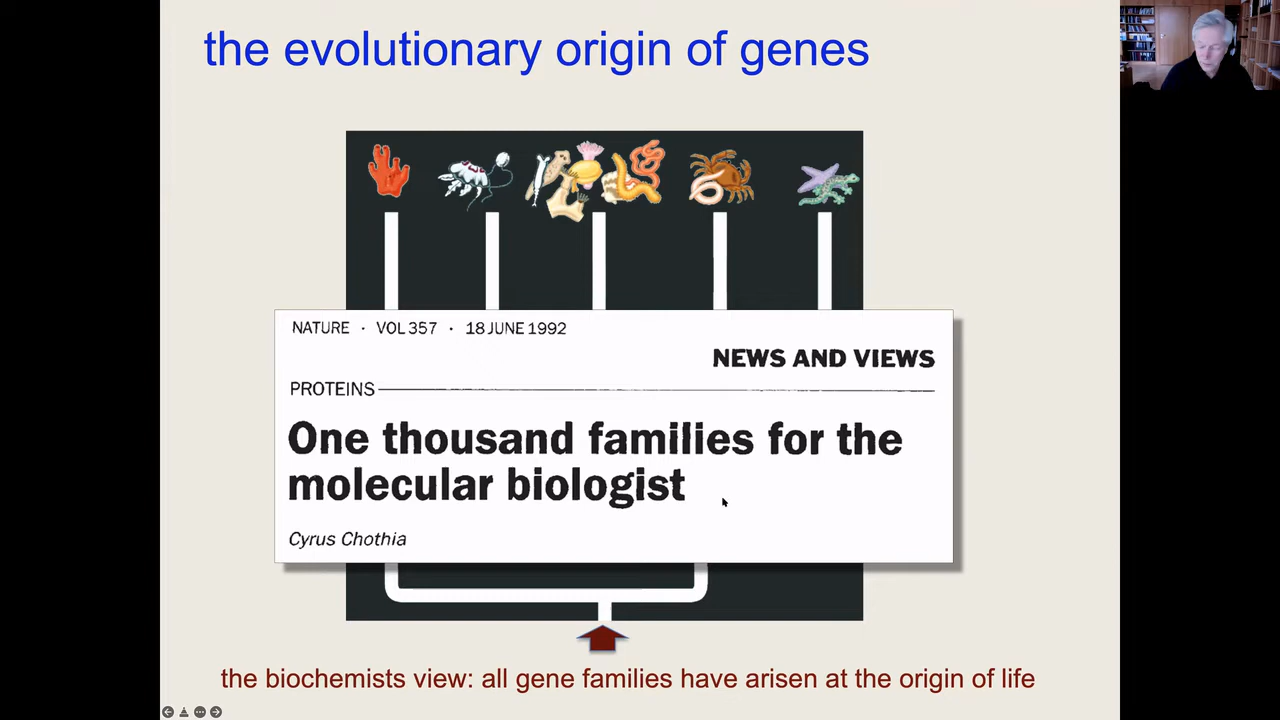 the evolutionary origin of genes
NATURE · VOL 357 · 18 JUNE 1992
NEWS AND VIEWS
PROTEINS
One thousand families for the
molecular biologist
Cyrus Chothia
the biochemists view: all gene families have arisen at the origin of life